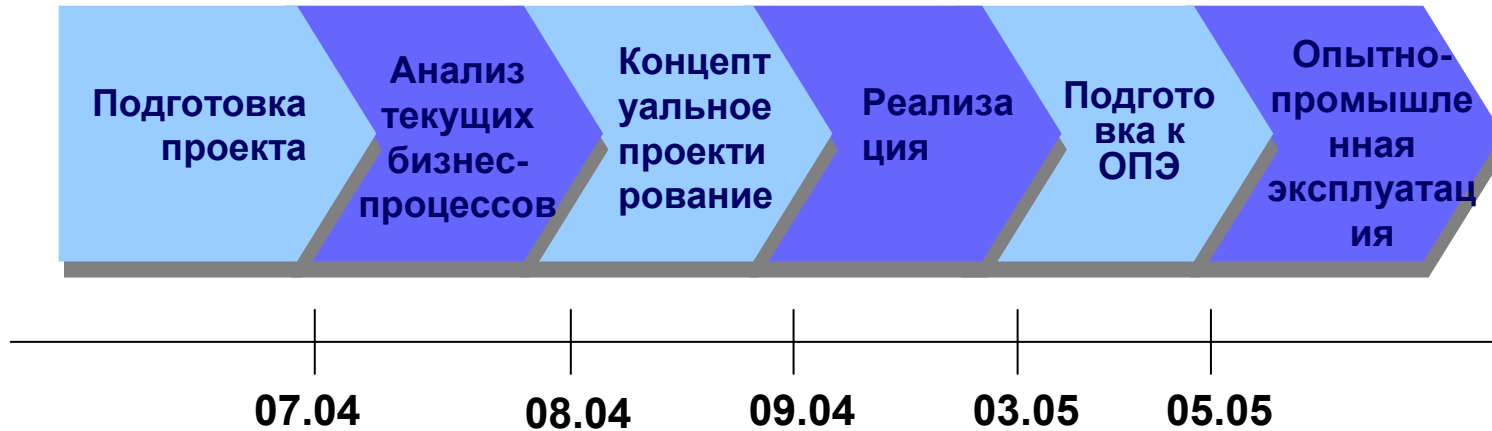 Подготовка
проекта
Анализ
текущих
бизнес-
процессов
Концепт
уальное
проекти
рование
Реализа
ция
Подгото
вка к
ОПЭ
Опытно-
промышле
нная
эксплуатац
ия
07.04
08.04
09.04
03.05
05.05